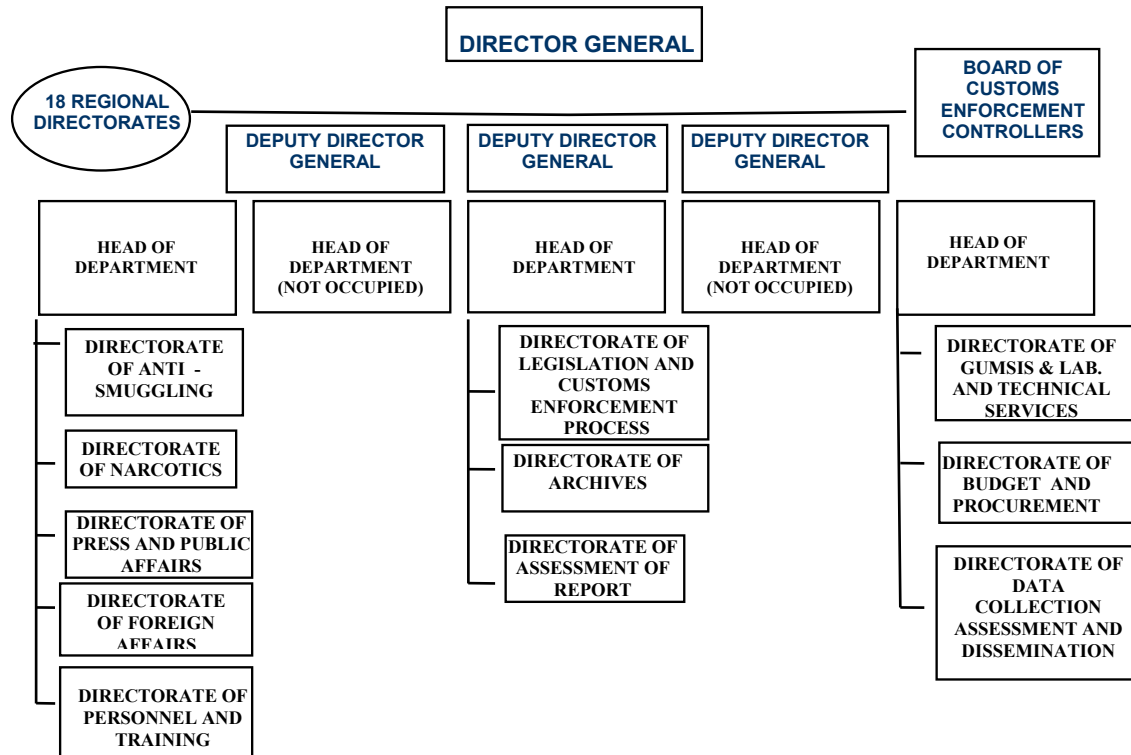 DIRECTOR GENERAL
18 REGIONAL
DIRECTORATES
BOARD OF
CUSTOMS
ENFORCEMENT
CONTROLLERS
DEPUTY DIRECTOR
GENERAL
DEPUTY DIRECTOR
GENERAL
DEPUTY DIRECTOR
GENERAL
HEAD OF
DEPARTMENT
HEAD OF
DEPARTMENT
(NOT OCCUPIED)
HEAD OF
DEPARTMENT
HEAD OF
DEPARTMENT
(NOT OCCUPIED)
HEAD OF
DEPARTMENT
DIRECTORATE
OF ANTI -
SMUGGLING
DIRECTORATE
OF NARCOTICS
DIRECTORATE OF
PRESS AND PUBLIC
AFFAIRS
DIRECTORATE
OF FOREIGN
AFFAIRS
DIRECTORATE OF
PERSONNEL AND
TRAINING
DIRECTORATE OF
LEGISLATION AND
CUSTOMS
ENFORCEMENT
PROCESS
DIRECTORATE OF
ARCHIVES
DIRECTORATE OF
ASSESSMENT OF
REPORT
DIRECTORATE OF
GUMSIS & LAB.
AND TECHNICAL
SERVICES
DIRECTORATE OF
BUDGET AND
PROCUREMENT
DIRECTORATE OF
DATA
COLLECTION
ASSESSMENT AND
DISSEMINATION